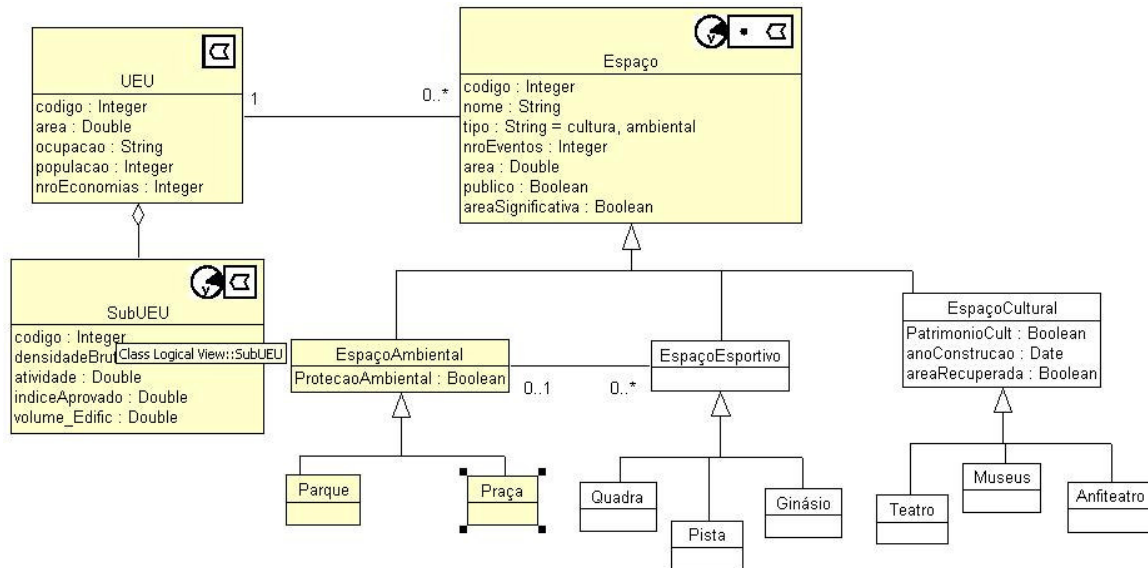 UEU
codigo : Integer
area : Double
ocupacao : String
populacao : Integer
nroEconomias : Integer
1
0..*
v
Espaço
codigo : Integer
nome : String
tipo : String = cultura, ambiental
nroEventos : Integer
area : Double
publico : Boolean
areaSignificativa : Boolean
v
SubUEU
codigo : Integer
Class Logical View::SubUEU
atividade : Double
indiceAprovado : Double
volume_Edific : Double
EspaçoAmbiental
ProtecaoAmbiental : Boolean
0..1
0..*
EspaçoEsportivo
EspaçoCultural
PatrimonioCult : Boolean
anoConstrucao : Date
areaRecuperada : Boolean
Parque
Praça
Quadra
Pista
Ginásio
Teatro
Museus
Anfiteatro